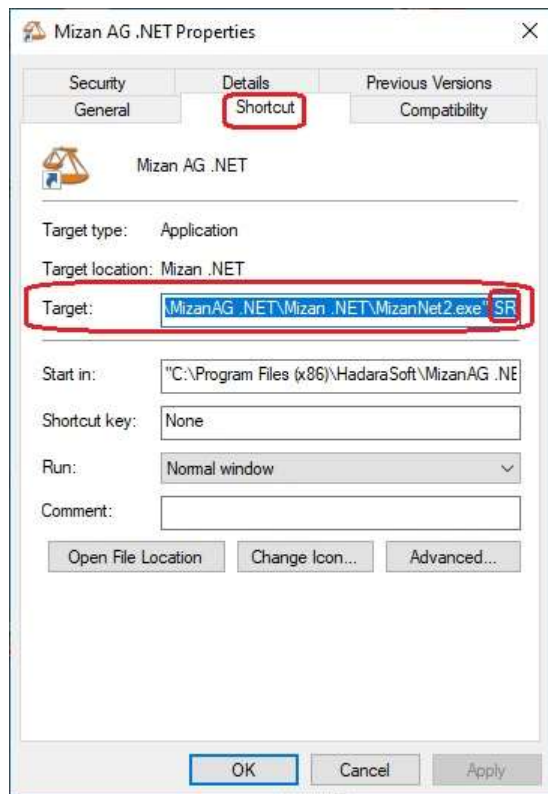 Mizan AG .NET Properties
Security Details Previous Versions
General Shortcut Compatibility
Mizan AG .NET
Target type: Application
Target location: Mizan .NET
Target: \MizanAG .NET\Mizan .NET\MizanNet2.exe" SR
Start in: "C:\Program Files (x86)\HadaraSoft\MizanAG .NE
Shortcut key: None
Run: Normal window
Comment:
Open File Location Change Icon... Advanced...
OK Cancel Apply